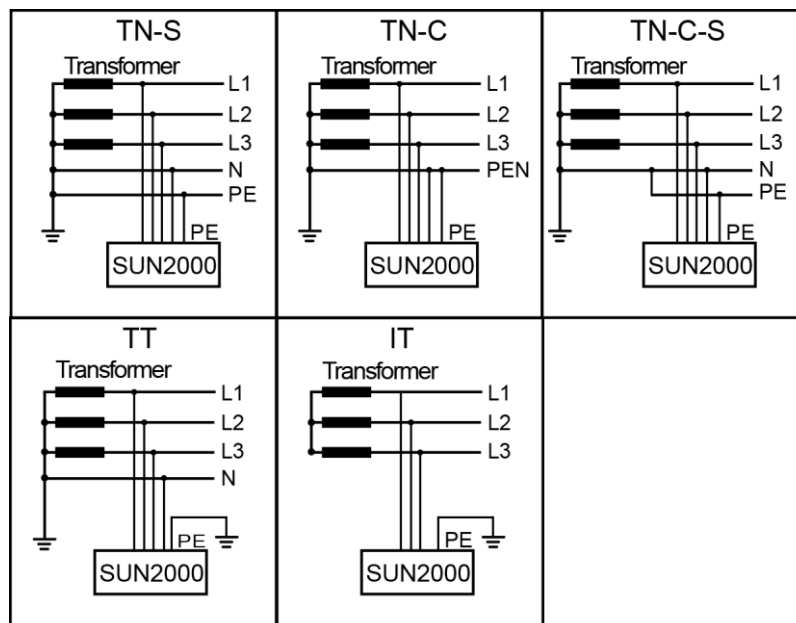 TN-S
Transformer
L1
L2
L3
N
PE
PE
SUN2000
TN-C
Transformer
L1
L2
L3
PEN
PE
SUN2000
TN-C-S
Transformer
L1
L2
L3
N
PE
PE
SUN2000
TT
Transformer
L1
L2
L3
N
PE
SUN2000
IT
Transformer
L1
L2
L3
PE
SUN2000